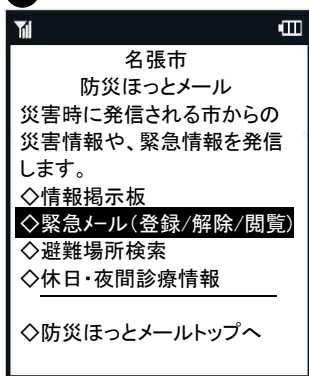 名張市
防災ほっとメール
災害時に発信される市からの
災害情報や、緊急情報を発信
します。
◇情報掲示板
◇緊急メール(登録/解除/閲覧)
◇避難場所検索
◇休日・夜間診療情報
◇防災ほっとメールトップへ